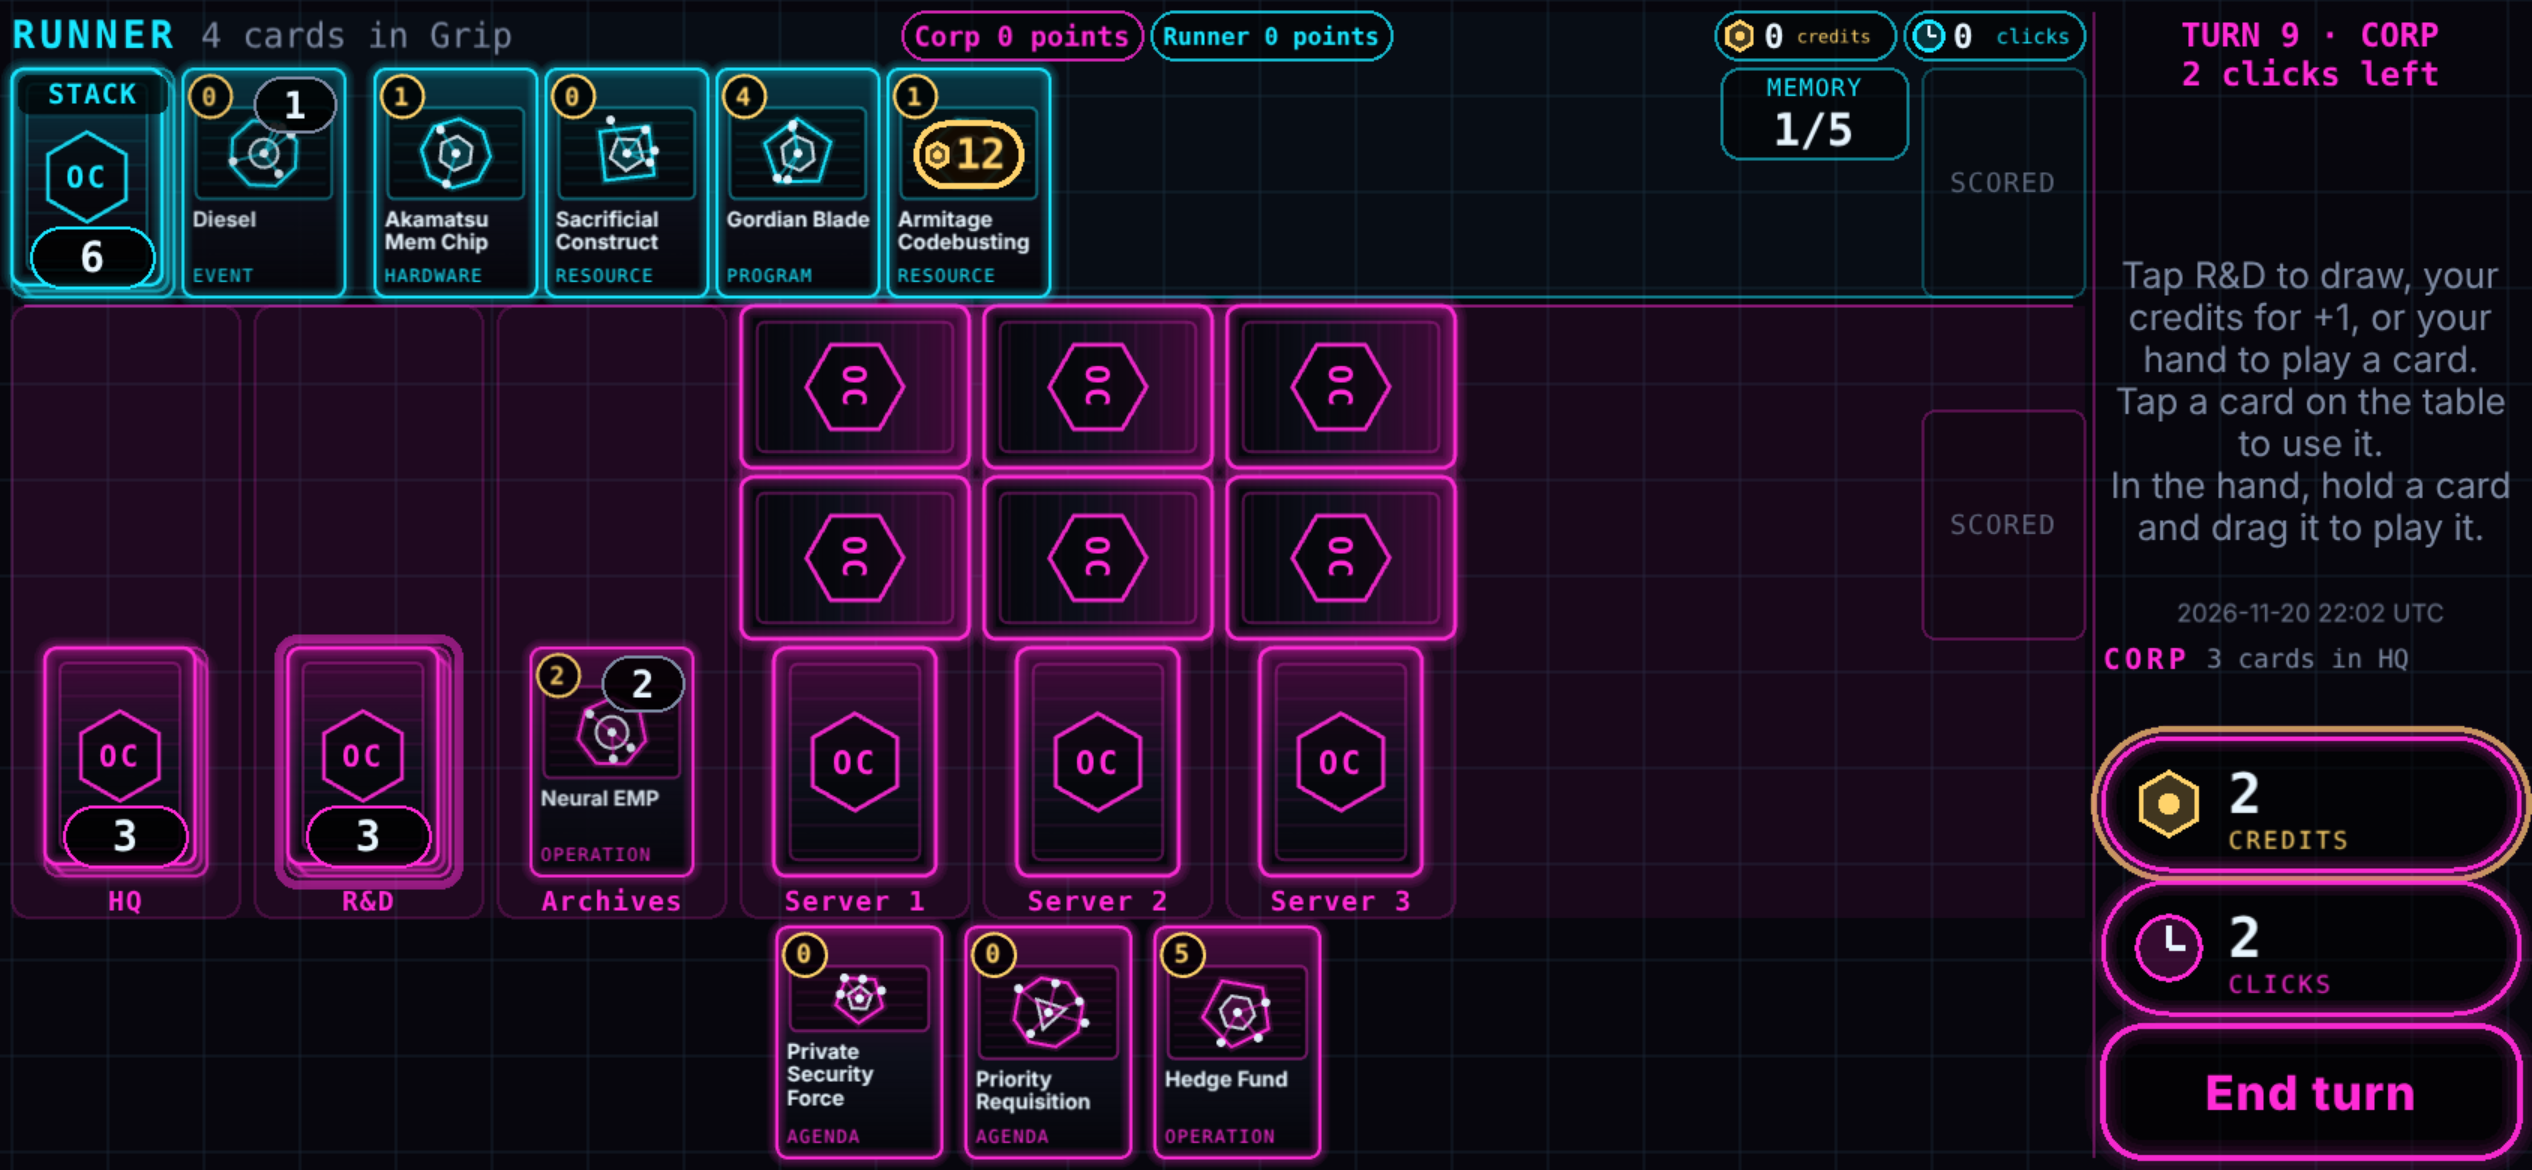 RUNNER 4 cards in Grip
Corp 0 points
Runner 0 points
0 credits
0 clicks
TURN 9 · CORP
2 clicks left
STACK
OC
6
0
1
Diesel
EVENT
1
Akamatsu
Mem Chip
HARDWARE
0
Sacrificial
Construct
RESOURCE
4
Gordian Blade
PROGRAM
1
12
Armitage
Codebusting
RESOURCE
MEMORY
1/5
SCORED
Tap R&D to draw, your
credits for +1, or your
hand to play a card.
Tap a card on the table
to use it.
In the hand, hold a card
and drag it to play it.
OC
OC
OC
OC
OC
OC
SCORED
2026-11-20 22:02 UTC
CORP 3 cards in HQ
OC
3
HQ
OC
3
R&D
2
2
Neural EMP
OPERATION
Archives
OC
Server 1
OC
Server 2
OC
Server 3
2
CREDITS
2
CLICKS
End turn
0
Private
Security
Force
AGENDA
0
Priority
Requisition
AGENDA
5
Hedge Fund
OPERATION